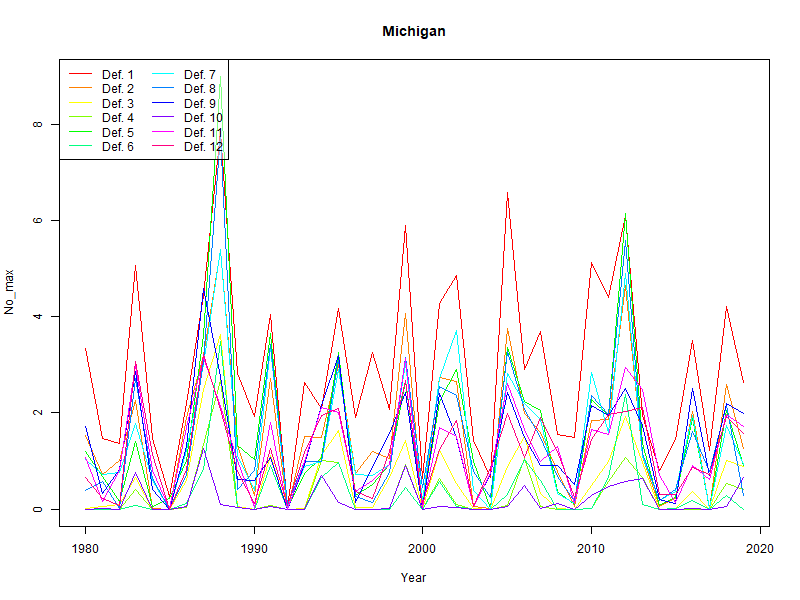 Michigan
Def. 1 Def. 7
Def. 2 Def. 8
Def. 3 Def. 9
Def. 4 Def. 10
Def. 5 Def. 11
Def. 6 Def. 12
8
6
4
2
0
No_max
1980 1990 2000 2010 2020
Year